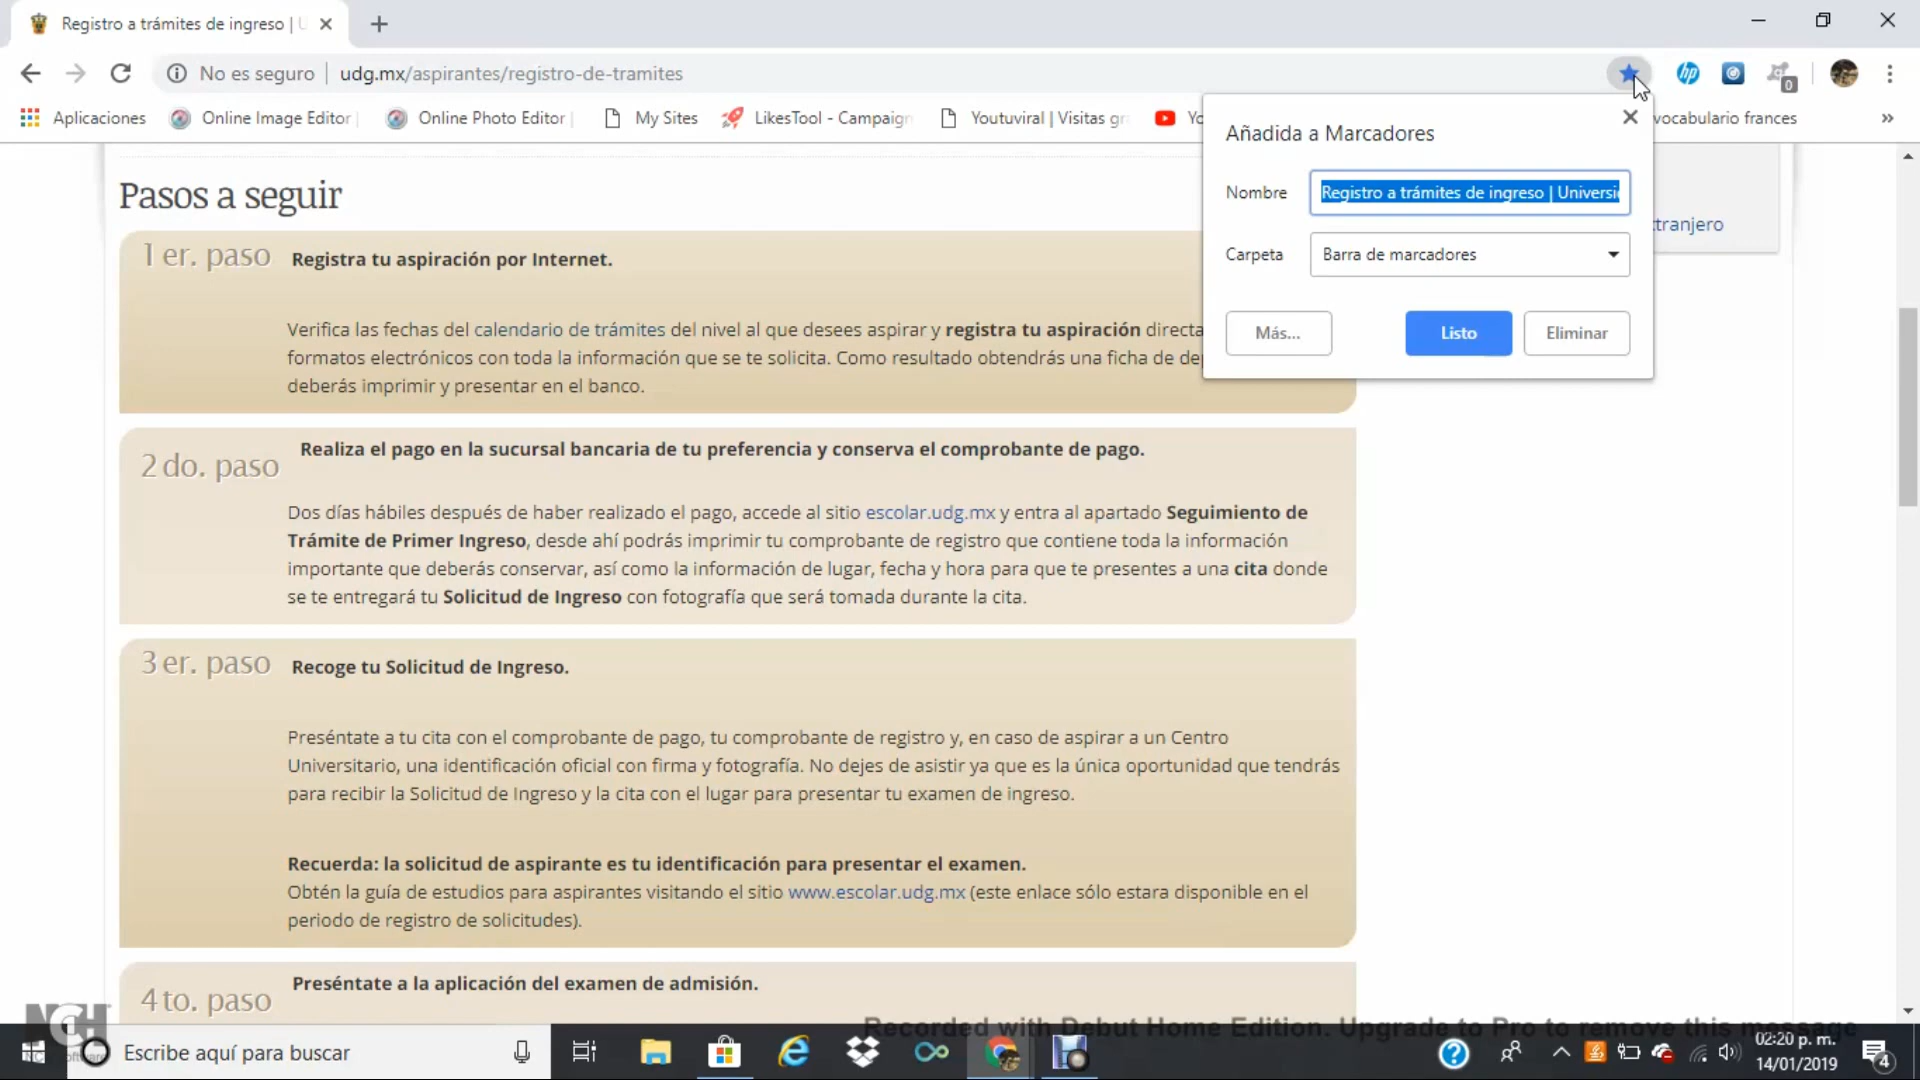 Registro a trámites de ingreso | U
No es seguro udg.mx/aspirantes/registro-de-tramites
0
Aplicaciones Online Image Editor Online Photo Editor My Sites LikesTool - Campaign Youtuviral | Visitas gr Yo vocabulario frances »
Añadida a Marcadores
Nombre Registro a trámites de ingreso | Universi
Carpeta Barra de marcadores
Más... Listo Eliminar
tranjero
Pasos a seguir
1 er. paso Registra tu aspiración por Internet.
Verifica las fechas del calendario de trámites del nivel al que desees aspirar y registra tu aspiración directa
formatos electrónicos con toda la información que se te solicita. Como resultado obtendrás una ficha de de
deberás imprimir y presentar en el banco.
2 do. paso Realiza el pago en la sucursal bancaria de tu preferencia y conserva el comprobante de pago.
Dos días hábiles después de haber realizado el pago, accede al sitio escolar.udg.mx y entra al apartado Seguimiento de
Trámite de Primer Ingreso, desde ahí podrás imprimir tu comprobante de registro que contiene toda la información
importante que deberás conservar, así como la información de lugar, fecha y hora para que te presentes a una cita donde
se te entregará tu Solicitud de Ingreso con fotografía que será tomada durante la cita.
3 er. paso Recoge tu Solicitud de Ingreso.
Preséntate a tu cita con el comprobante de pago, tu comprobante de registro y, en caso de aspirar a un Centro
Universitario, una identificación oficial con firma y fotografía. No dejes de asistir ya que es la única oportunidad que tendrás
para recibir la Solicitud de Ingreso y la cita con el lugar para presentar tu examen de ingreso.
Recuerda: la solicitud de aspirante es tu identificación para presentar el examen.
Obtén la guía de estudios para aspirantes visitando el sitio www.escolar.udg.mx (este enlace sólo estara disponible en el
periodo de registro de solicitudes).
4 to. paso Preséntate a la aplicación del examen de admisión.
NCH
Recorded with Debut Home Edition. Upgrade to Pro to remove this message
Escribe aquí para buscar
02:20 p. m.
14/01/2019
4